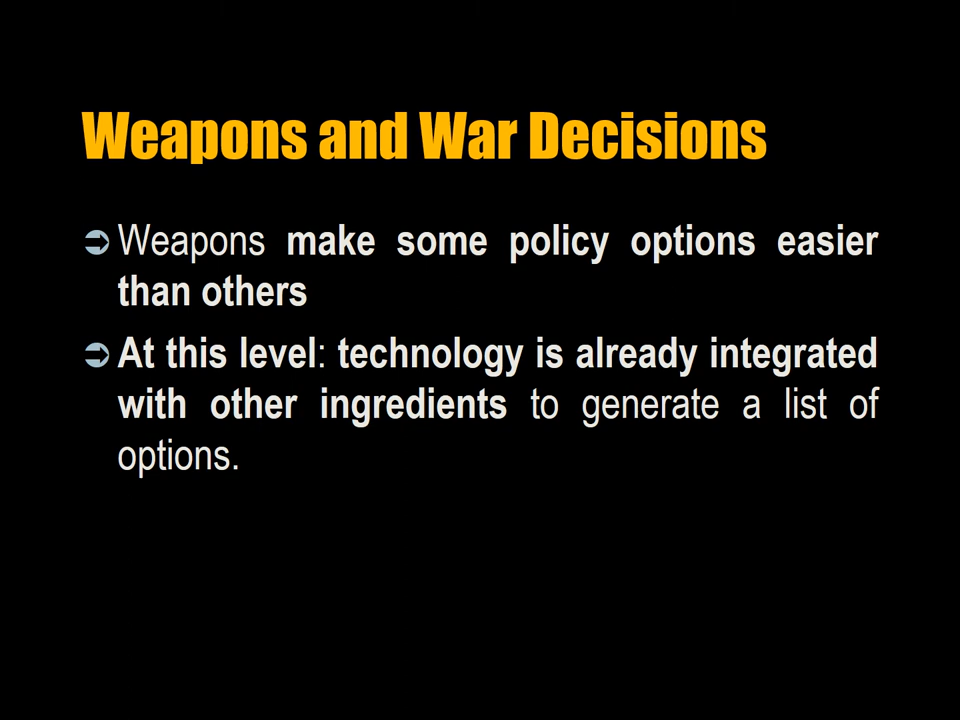 Weapons and War Decisions
Weapons make some policy options easier
than others
At this level: technology is already integrated
with other ingredients to generate a list of
options.